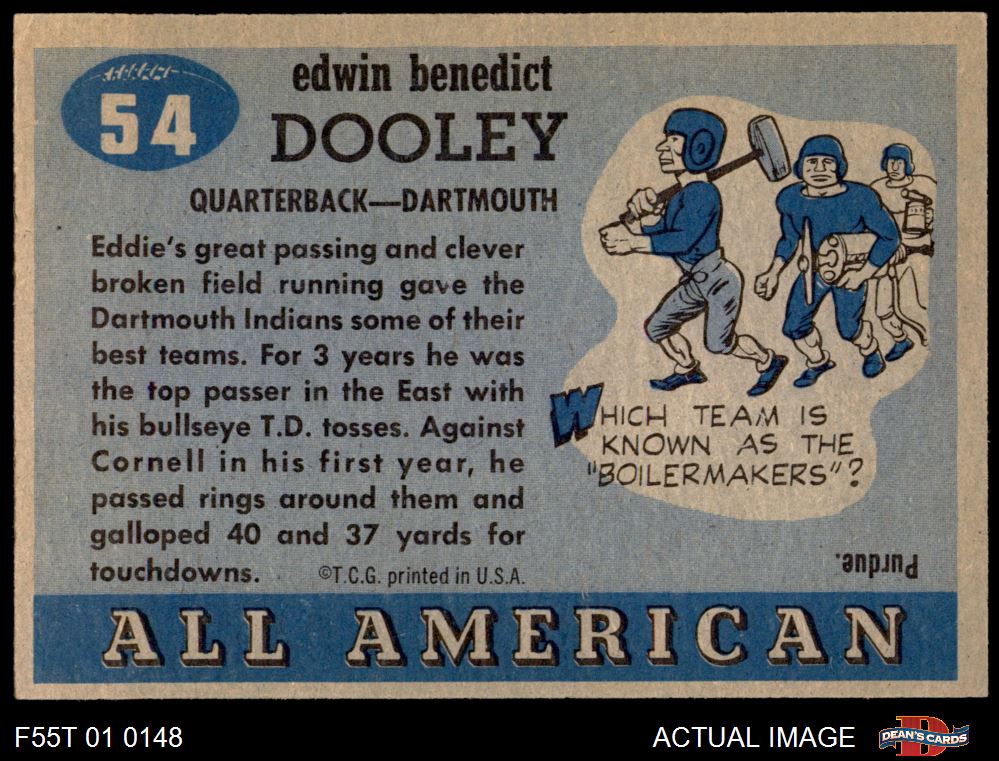 54
edwin benedict
DOOLEY
QUARTERBACK—DARTMOUTH
Eddie's great passing and clever
broken field running gave the
Dartmouth Indians some of their
best teams. For 3 years he was
the top passer in the East with
his bullseye T.D. tosses. Against
Cornell in his first year, he
passed rings around them and
galloped 40 and 37 yards for
touchdowns. ©T.C.G. printed in U.S.A.
WHICH TEAM IS
KNOWN AS THE
"BOILERMAKERS"?
Purdue.
ALL AMERICAN
F55T 01 0148
ACTUAL IMAGE
D
DEAN'S CARDS